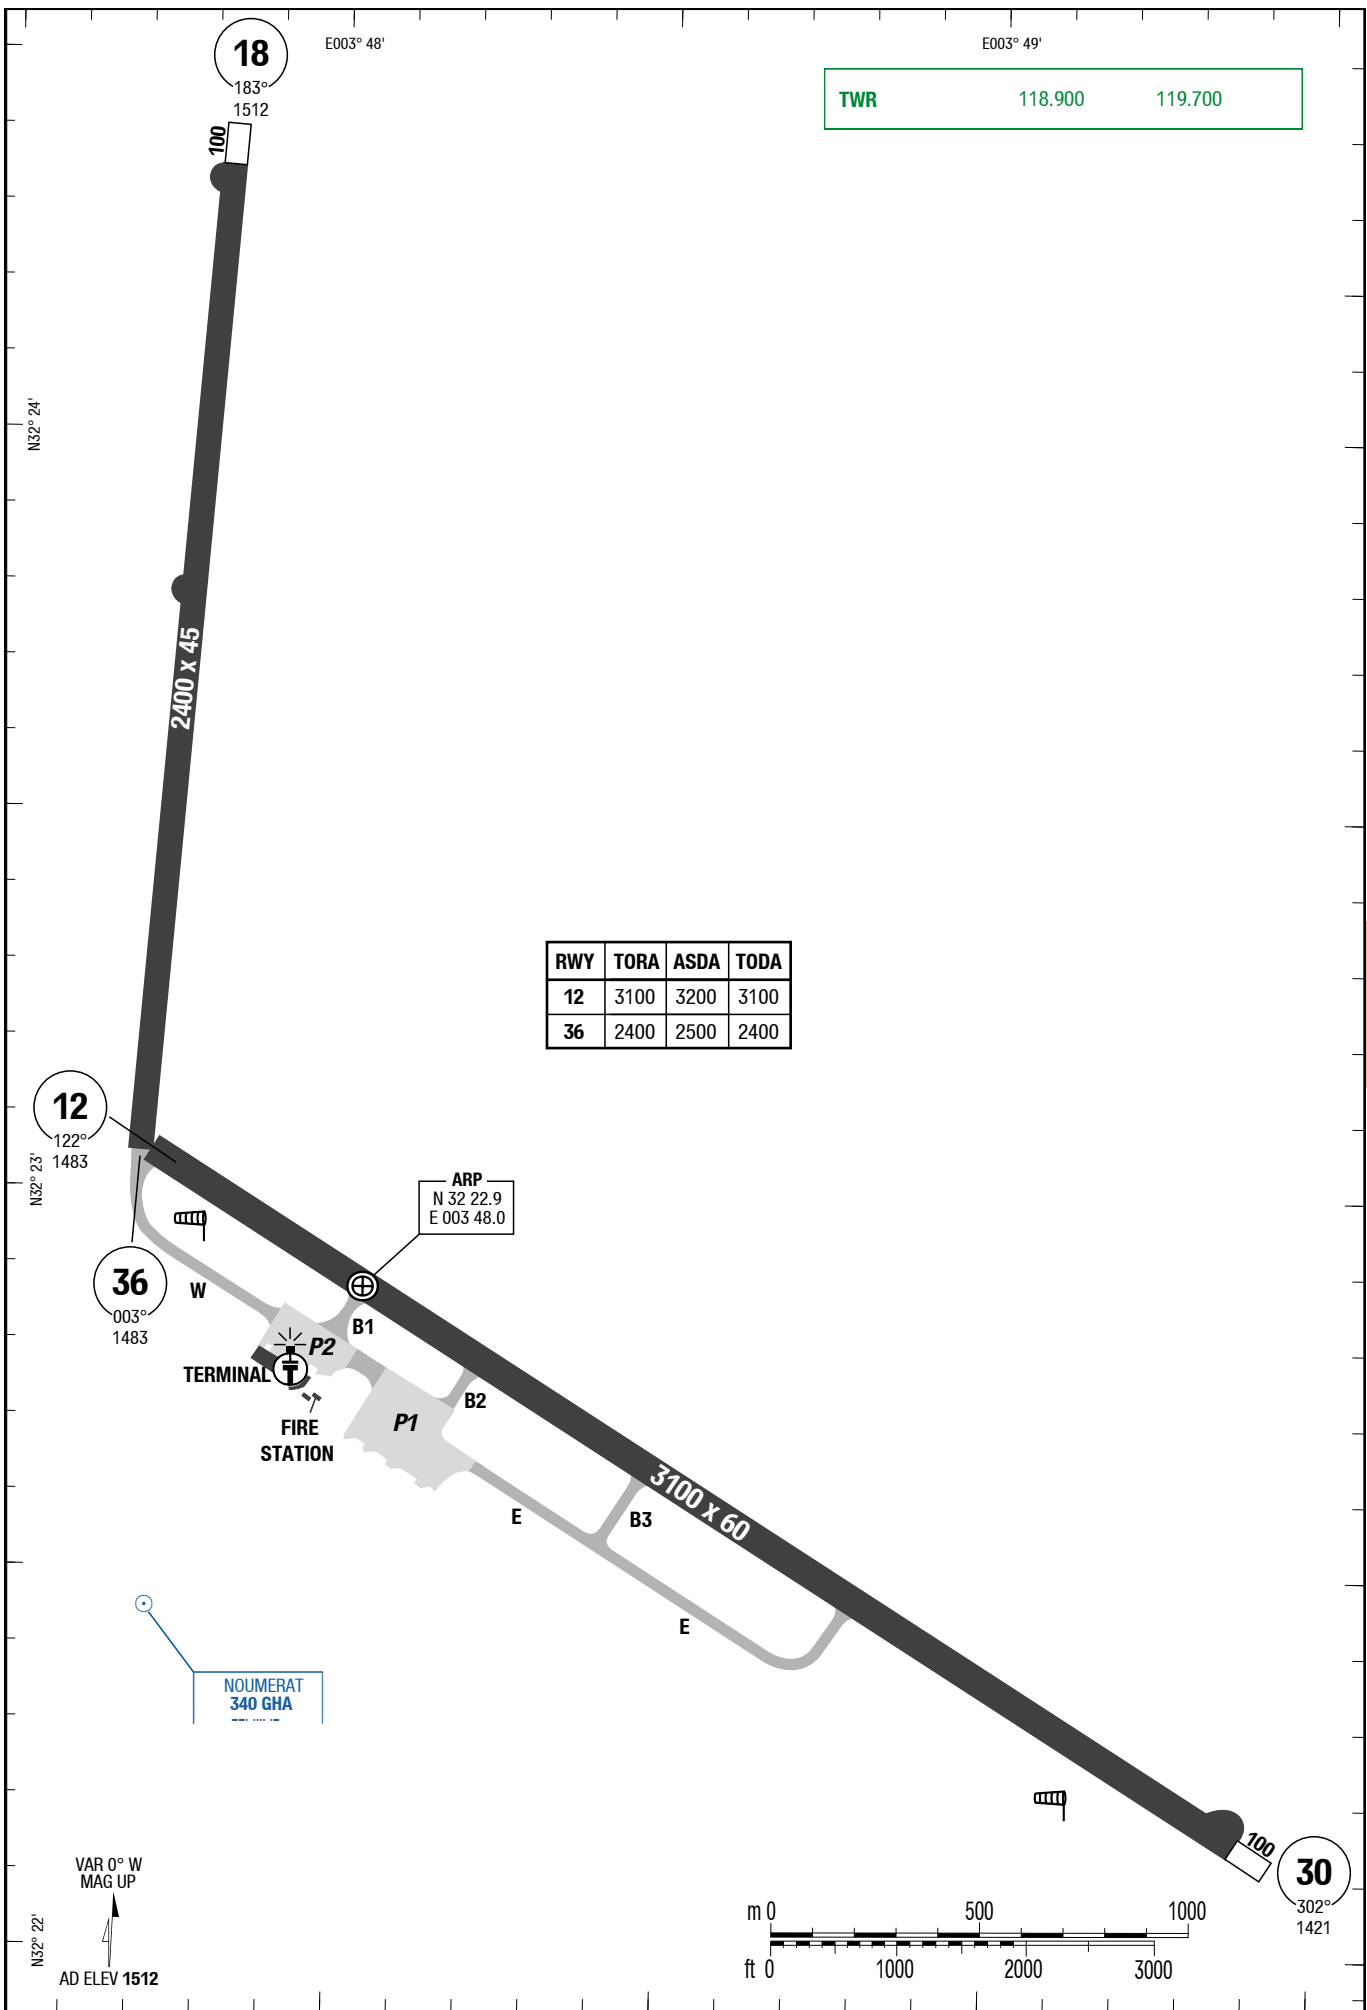 E003° 48'
E003° 49'
18
183°
1512
100
TWR 118.900 119.700
N32° 24'
2400 x 45
RWY TORA ASDA TODA
12 3100 3200 3100
36 2400 2500 2400
12
122°
1483
N32° 23'
ARP
N 32 22.9
E 003 48.0
36
003°
1483
W
B1
P2
TERMINAL
B2
P1
FIRE
STATION
3100 x 60
E
B3
E
NOUMERAT
340 GHA
100
30
302°
1421
VAR 0° W
MAG UP
N32° 22'
AD ELEV 1512
m 0 500 1000
ft 0 1000 2000 3000